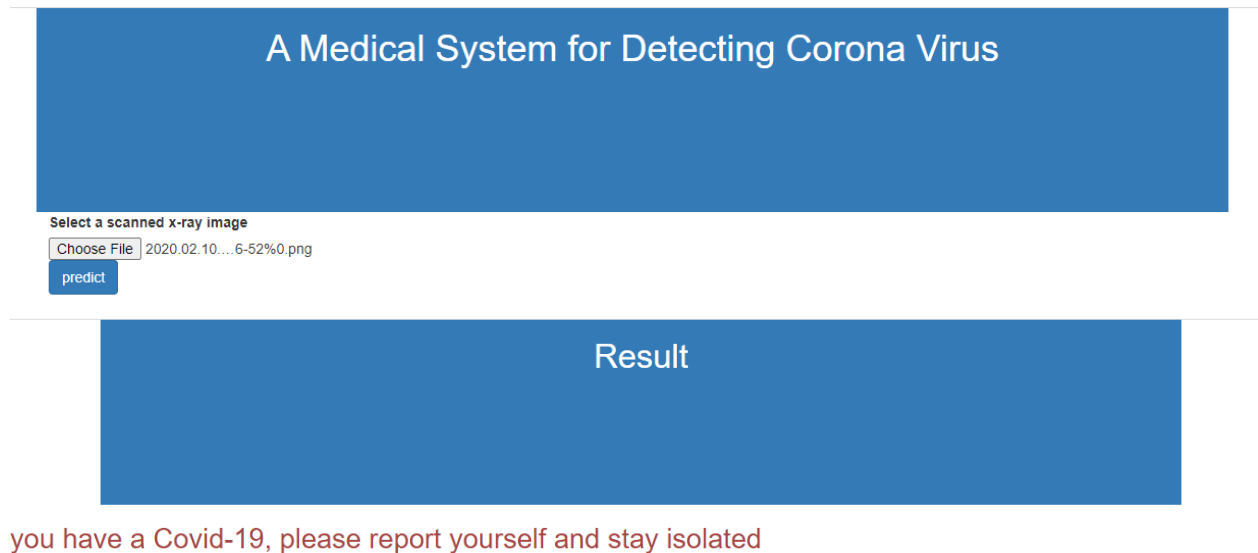 A Medical System for Detecting Corona Virus
Select a scanned x-ray image
Choose File 2020.02.10....6-52%0.png
predict
Result
you have a Covid-19, please report yourself and stay isolated